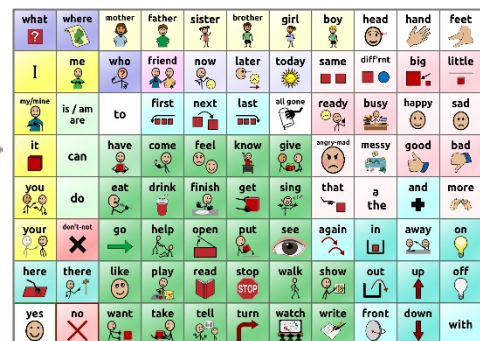 what where mother father sister brother girl boy head hand feet
?
I me who friend now later today same diff'rnt big little
my/mine is / am are to first next last all gone ready busy happy sad
it can have come feel know give angry-mad messy good bad
you do eat drink finish get sing that a the and more
your don't-not go help open put see again in away on
here there like play read stop walk show out up off
STOP
yes no want take tell turn watch write front down with